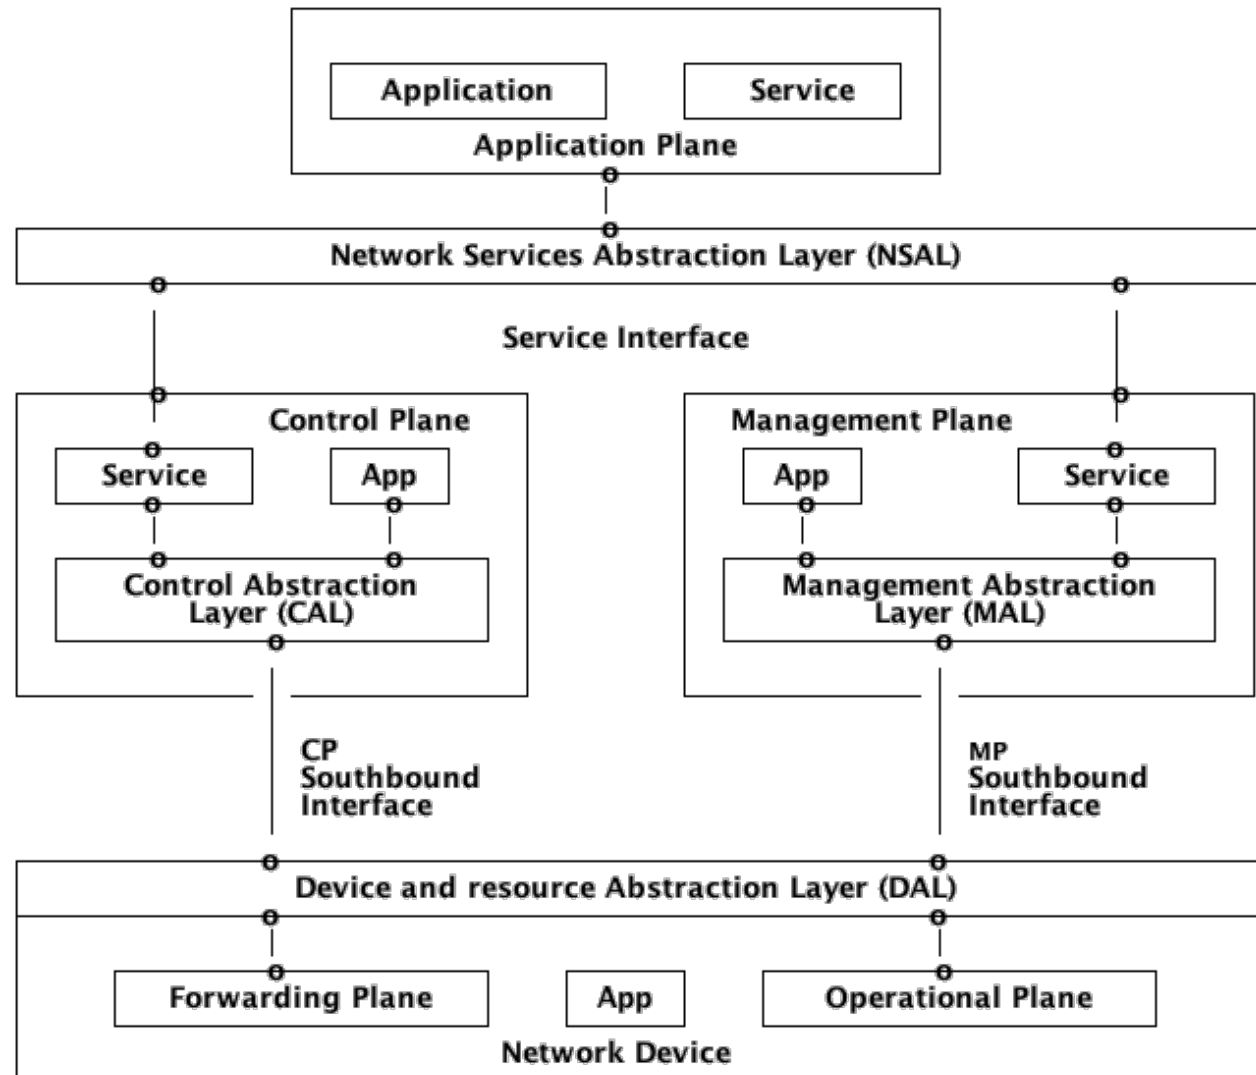 Application Service
Application Plane
Network Services Abstraction Layer (NSAL)
Service Interface
Control Plane Management Plane
Service App App Service
Control Abstraction Management Abstraction
Layer (CAL) Layer (MAL)
CP MP
Southbound Southbound
Interface Interface
Device and resource Abstraction Layer (DAL)
Forwarding Plane App Operational Plane
Network Device